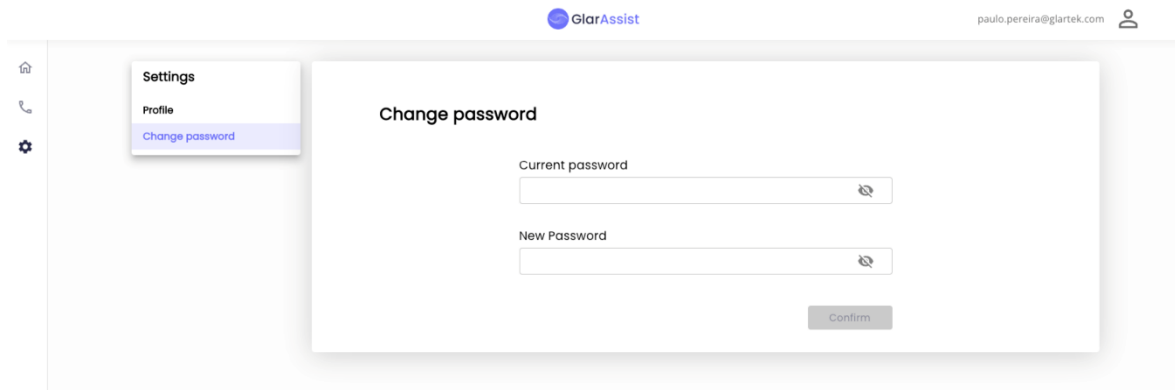 GlarAssist
paulo.pereira@glartek.com
Settings
Profile
Change password
Change password
Current password
New Password
Confirm